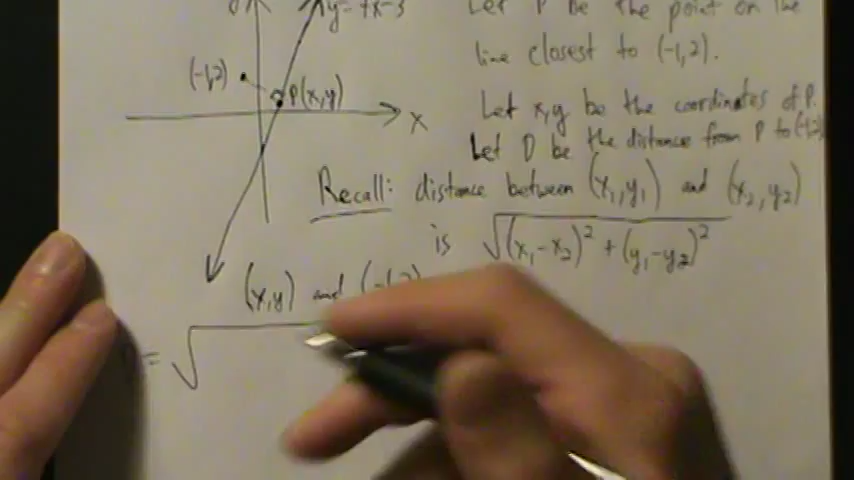 Let P be the point on the
line closest to (-1,2).
(-1,2)
P(x,y)
x
Let x,y be the coordinates of P.
Let D be the distance from P to (-1,2)
Recall: distance between (x₁,y₁) and (x₂,y₂)
is √(x₁-x₂)² + (y₁-y₂)²
(x,y) and
= √